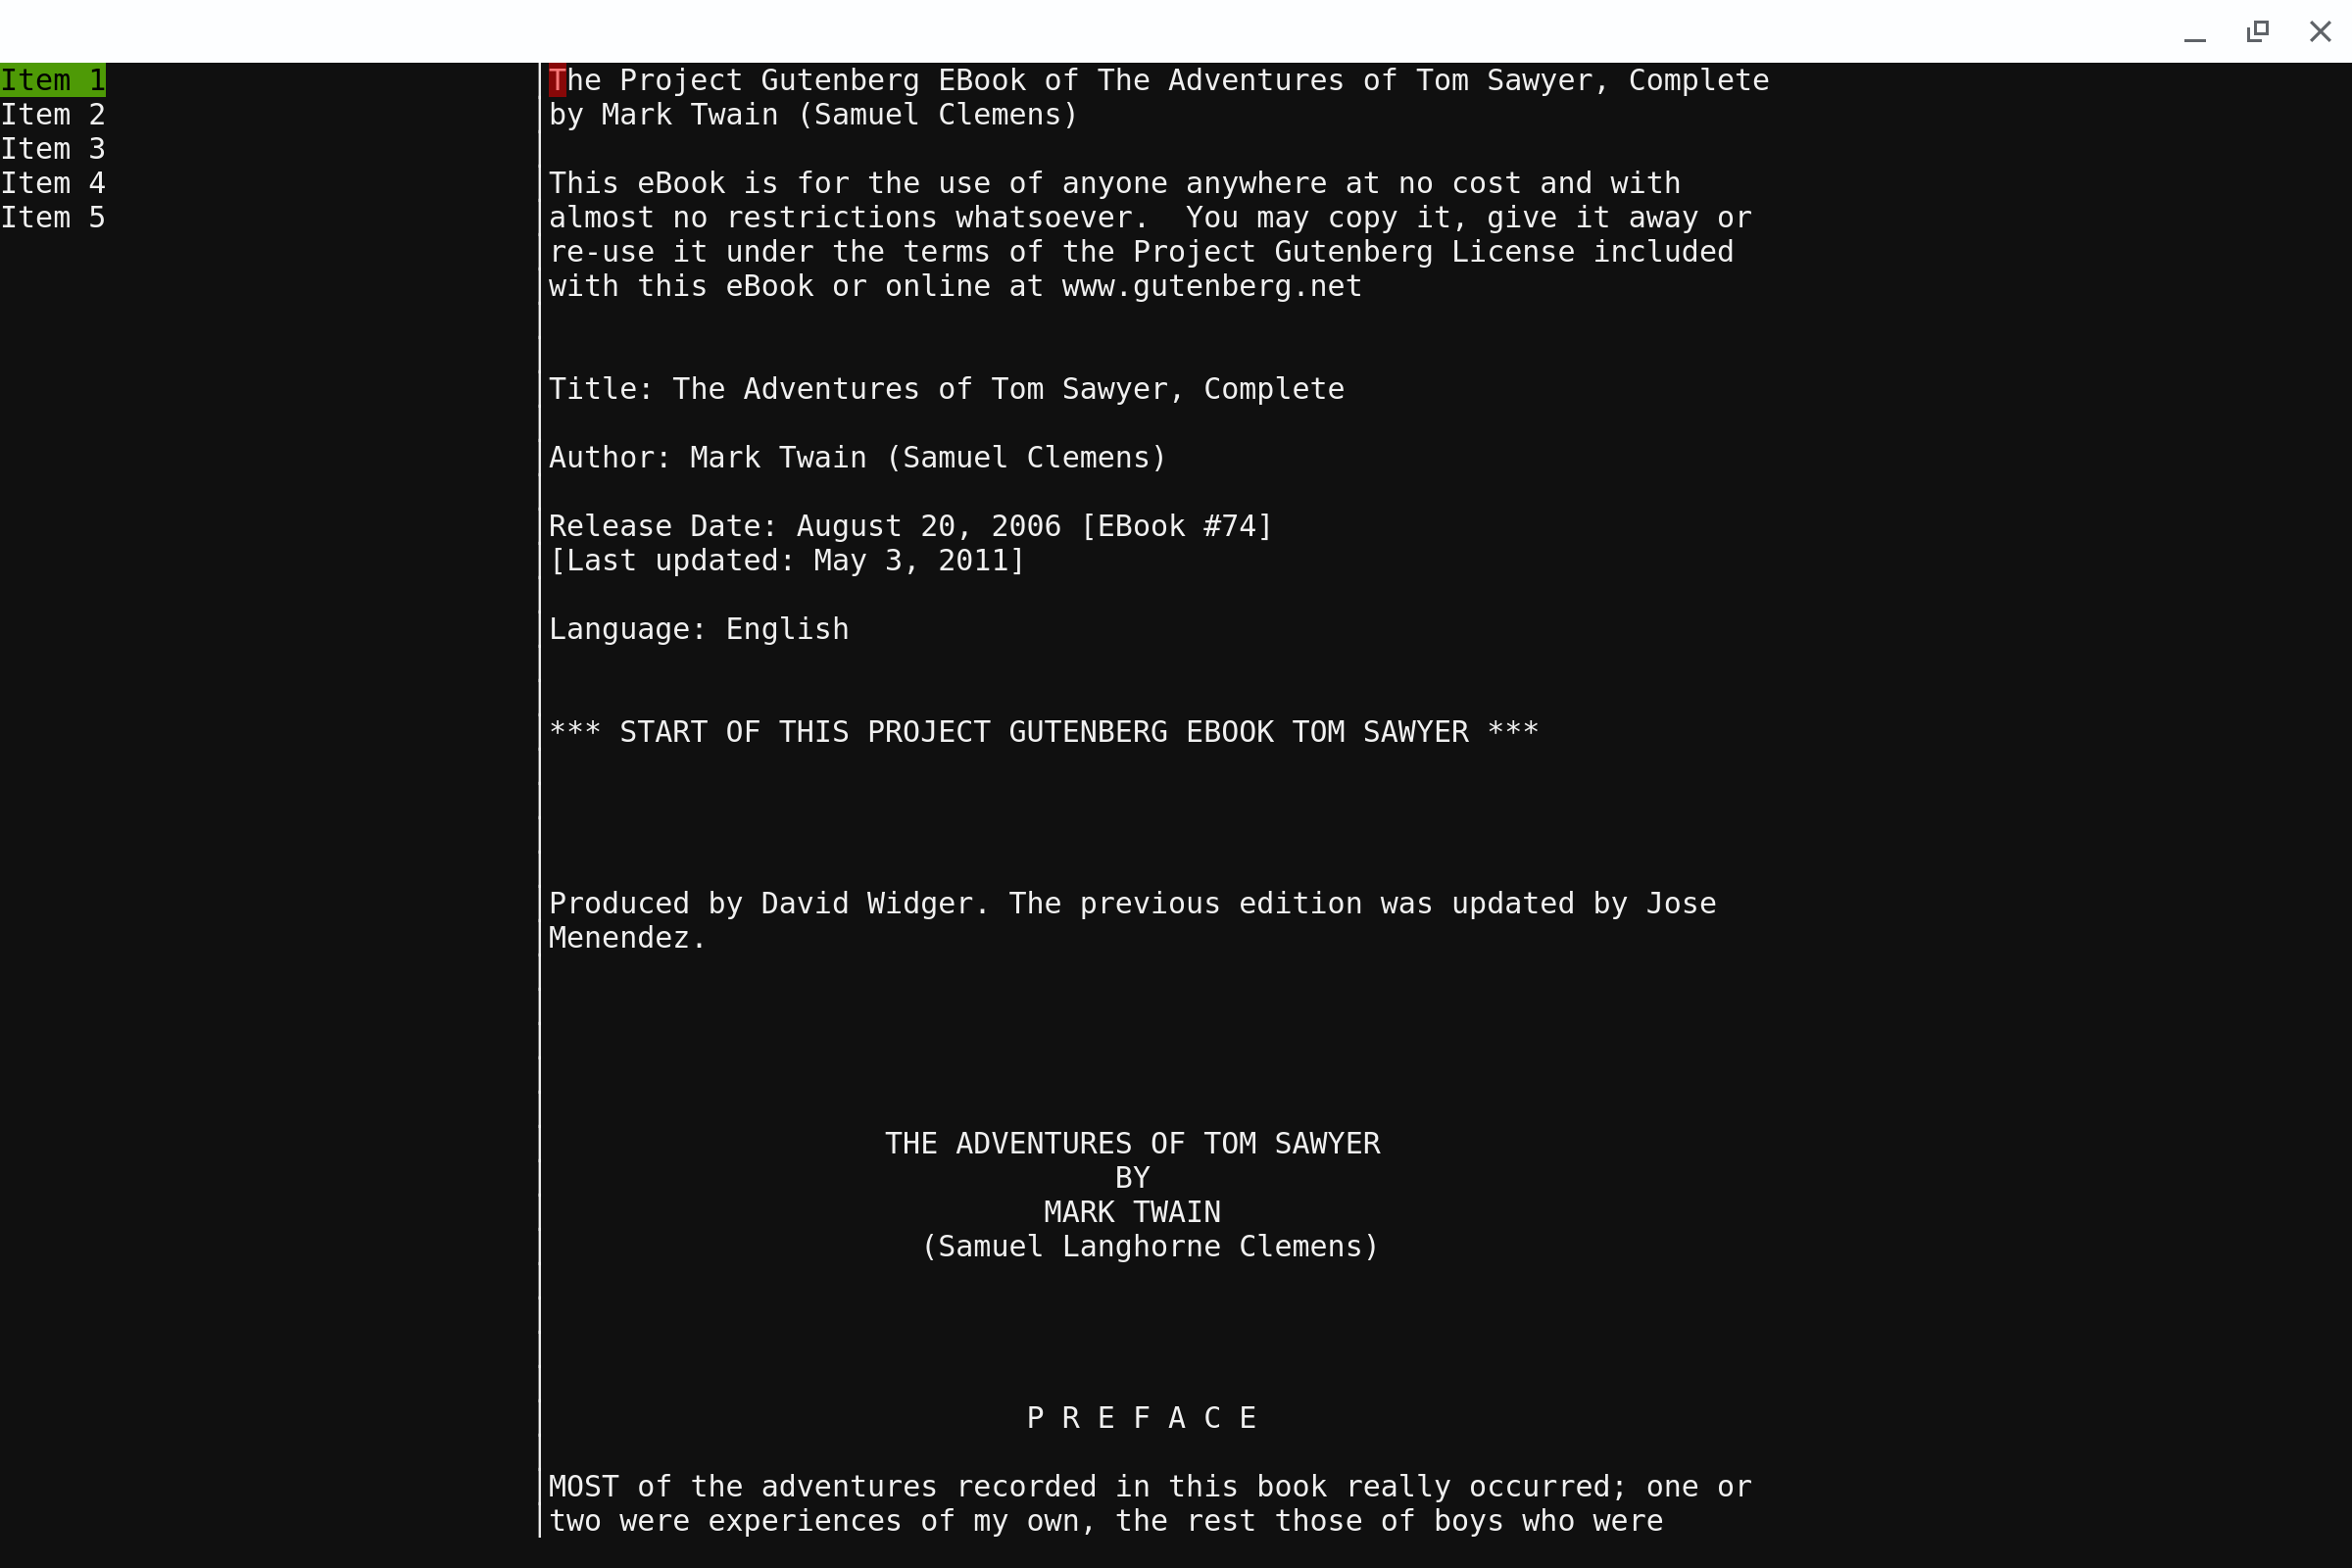 Item 1
Item 2
Item 3
Item 4
Item 5
The Project Gutenberg EBook of The Adventures of Tom Sawyer, Complete
by Mark Twain (Samuel Clemens)
This eBook is for the use of anyone anywhere at no cost and with
almost no restrictions whatsoever.  You may copy it, give it away or
re-use it under the terms of the Project Gutenberg License included
with this eBook or online at www.gutenberg.net
Title: The Adventures of Tom Sawyer, Complete
Author: Mark Twain (Samuel Clemens)
Release Date: August 20, 2006 [EBook #74]
[Last updated: May 3, 2011]
Language: English
*** START OF THIS PROJECT GUTENBERG EBOOK TOM SAWYER ***
Produced by David Widger. The previous edition was updated by Jose
Menendez.
THE ADVENTURES OF TOM SAWYER
BY
MARK TWAIN
(Samuel Langhorne Clemens)
P R E F A C E
MOST of the adventures recorded in this book really occurred; one or
two were experiences of my own, the rest those of boys who were